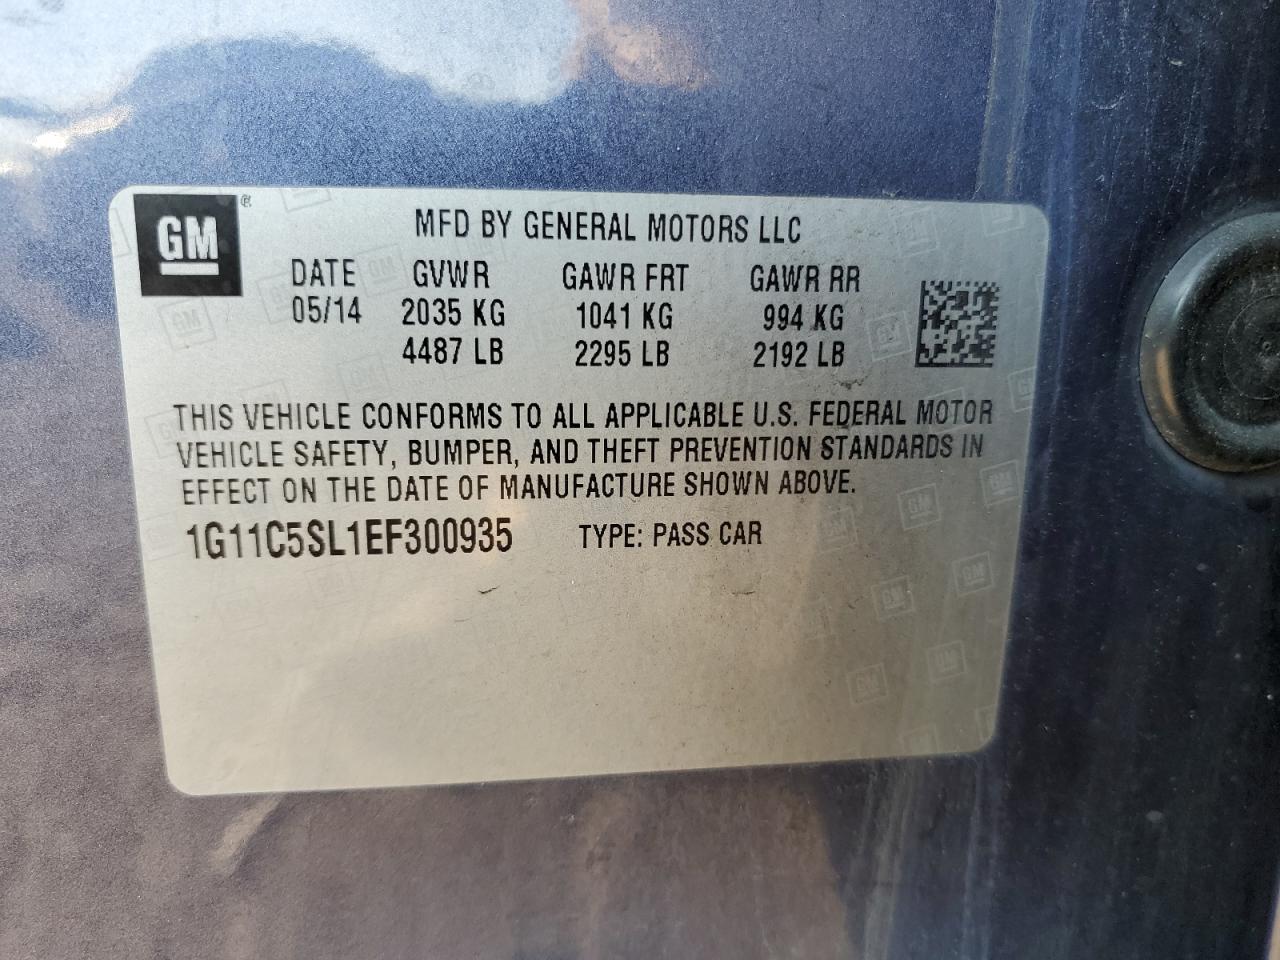 GM ®
MFD BY GENERAL MOTORS LLC
DATE GVWR GAWR FRT GAWR RR
05/14 2035 KG 1041 KG 994 KG
4487 LB 2295 LB 2192 LB
THIS VEHICLE CONFORMS TO ALL APPLICABLE U.S. FEDERAL MOTOR
VEHICLE SAFETY, BUMPER, AND THEFT PREVENTION STANDARDS IN
EFFECT ON THE DATE OF MANUFACTURE SHOWN ABOVE.
1G11C5SL1EF300935 TYPE: PASS CAR